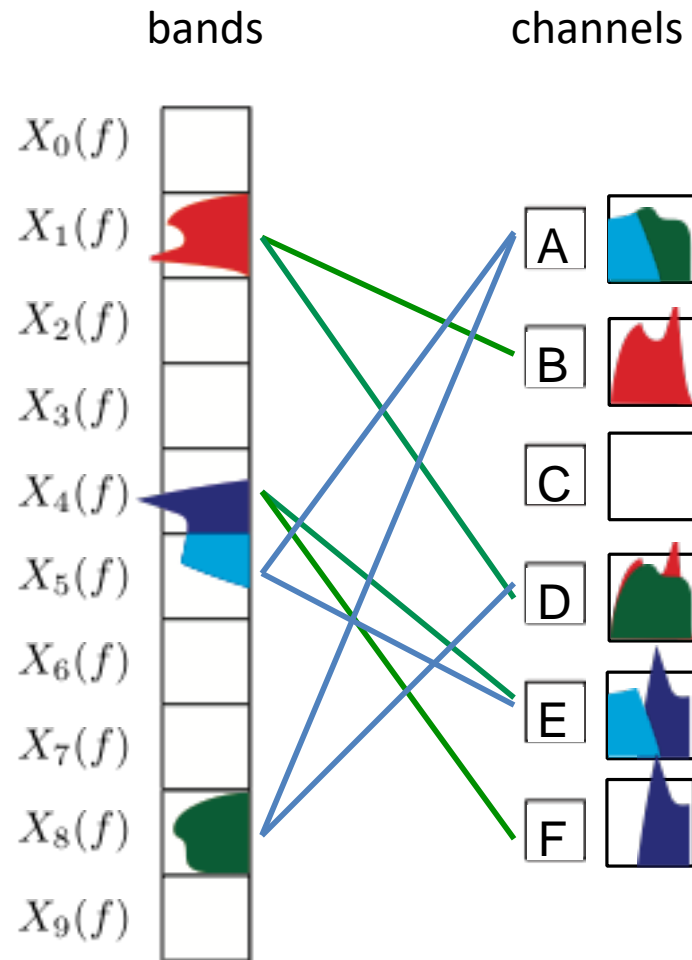 bands
channels
X₀(f)
X₁(f)
X₂(f)
X₃(f)
X₄(f)
X₅(f)
X₆(f)
X₇(f)
X₈(f)
X₉(f)
A
B
C
D
E
F